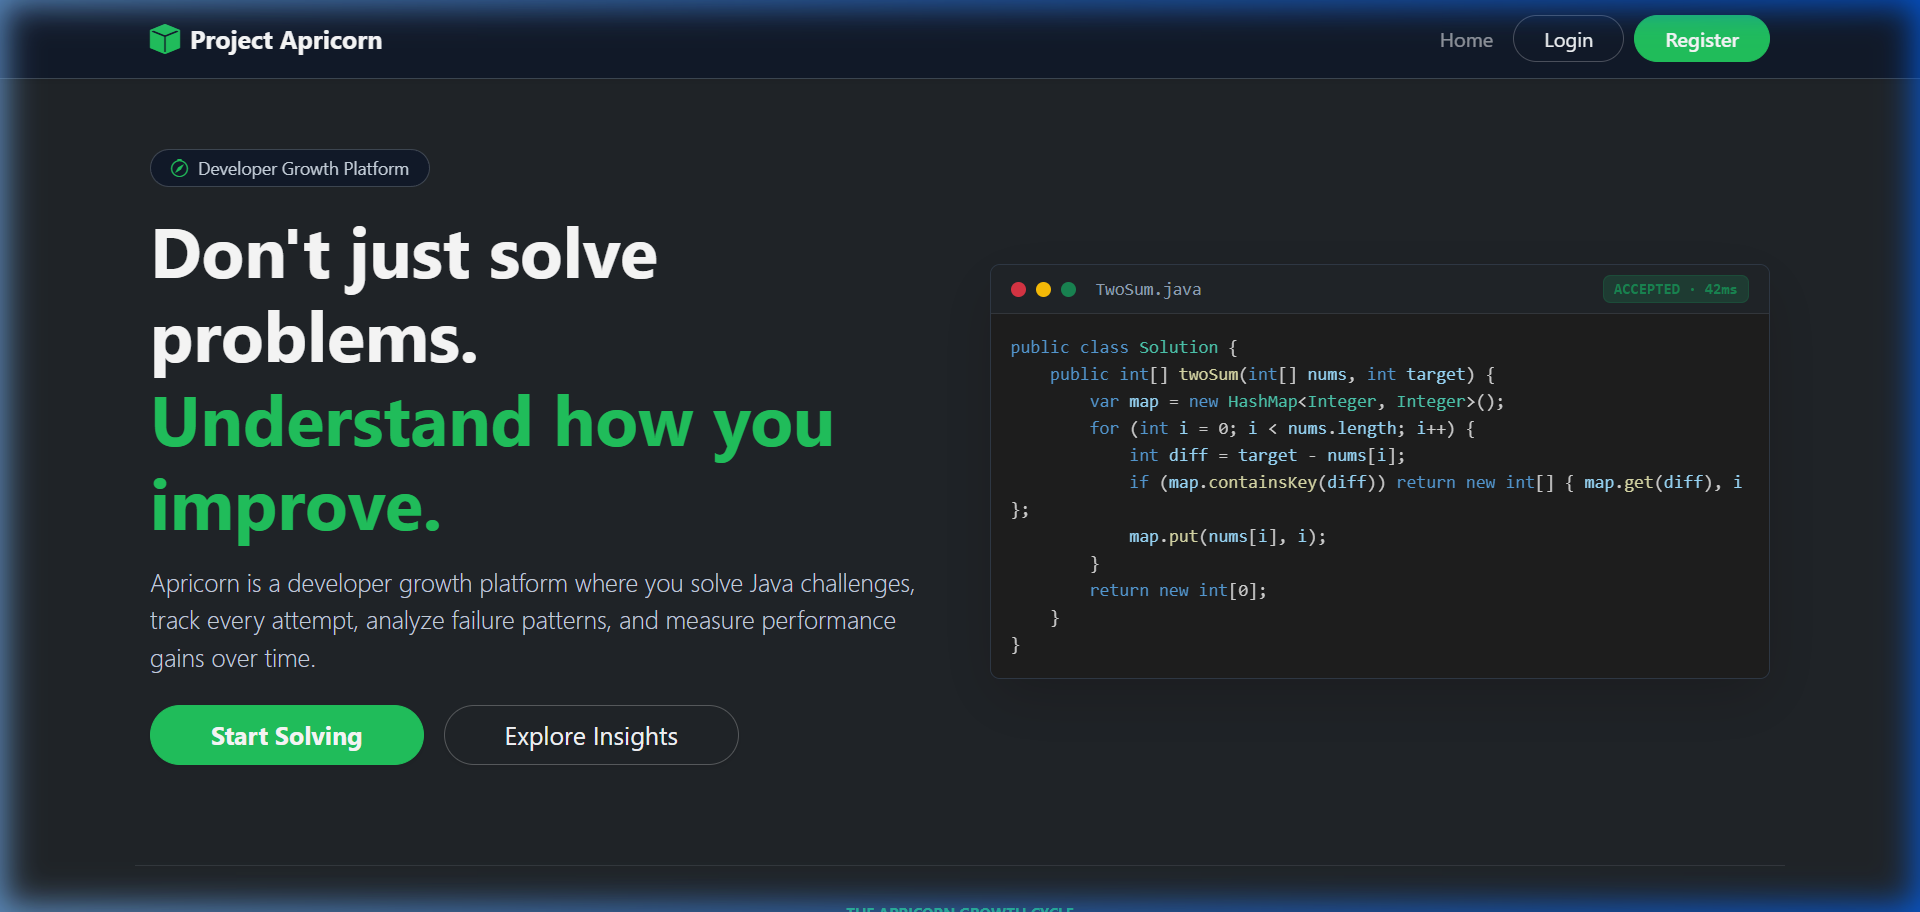 Project Apricorn
Home
Login
Register
Developer Growth Platform
Don't just solve
problems.
Understand how you
improve.
Apricorn is a developer growth platform where you solve Java challenges,
track every attempt, analyze failure patterns, and measure performance
gains over time.
Start Solving
Explore Insights
TwoSum.java
ACCEPTED · 42ms
public class Solution {
    public int[] twoSum(int[] nums, int target) {
        var map = new HashMap<Integer, Integer>();
        for (int i = 0; i < nums.length; i++) {
            int diff = target - nums[i];
            if (map.containsKey(diff)) return new int[] { map.get(diff), i
};
            map.put(nums[i], i);
        }
        return new int[0];
    }
}
THE APRICORN GROWTH CYCLE